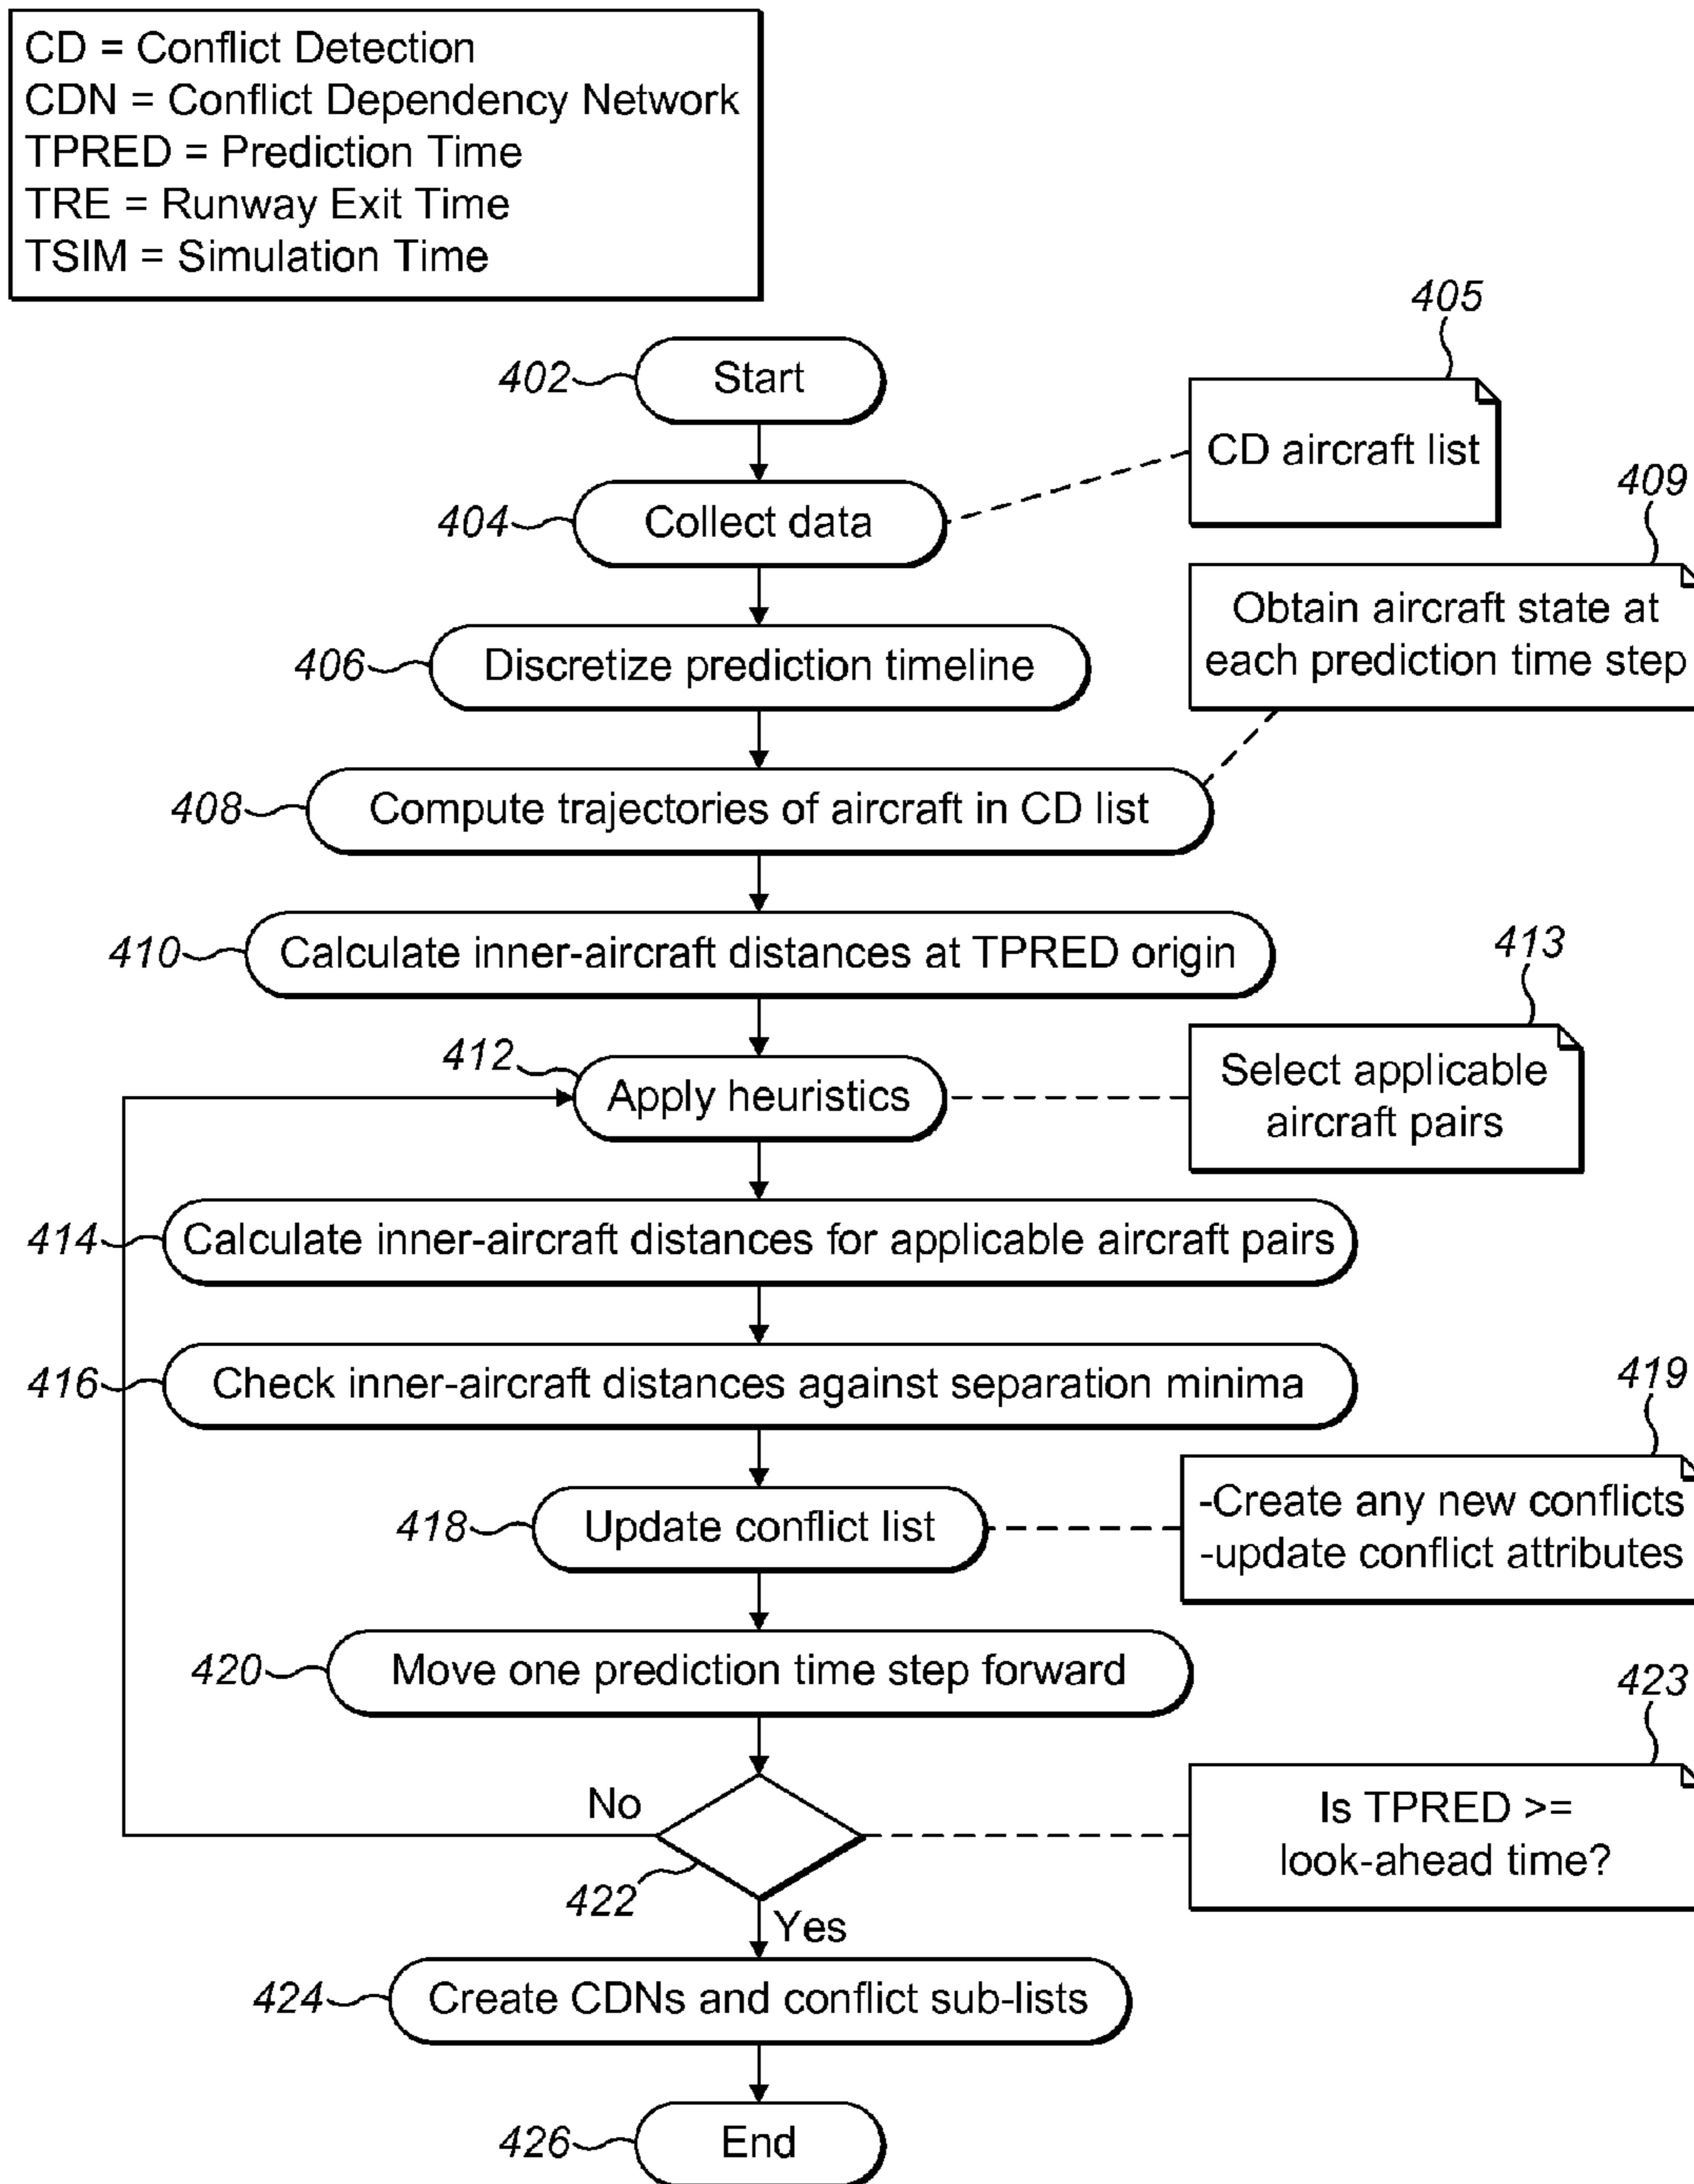 CD = Conflict Detection
CDN = Conflict Dependency Network
TPRED = Prediction Time
TRE = Runway Exit Time
TSIM = Simulation Time
405
402
Start
CD aircraft list
409
404
Collect data
Obtain aircraft state at
each prediction time step
406
Discretize prediction timeline
408
Compute trajectories of aircraft in CD list
410
Calculate inner-aircraft distances at TPRED origin
413
412
Apply heuristics
Select applicable
aircraft pairs
414
Calculate inner-aircraft distances for applicable aircraft pairs
416
Check inner-aircraft distances against separation minima
419
418
Update conflict list
-Create any new conflicts
-update conflict attributes
420
Move one prediction time step forward
423
No
Is TPRED >=
look-ahead time?
422
Yes
424
Create CDNs and conflict sub-lists
426
End